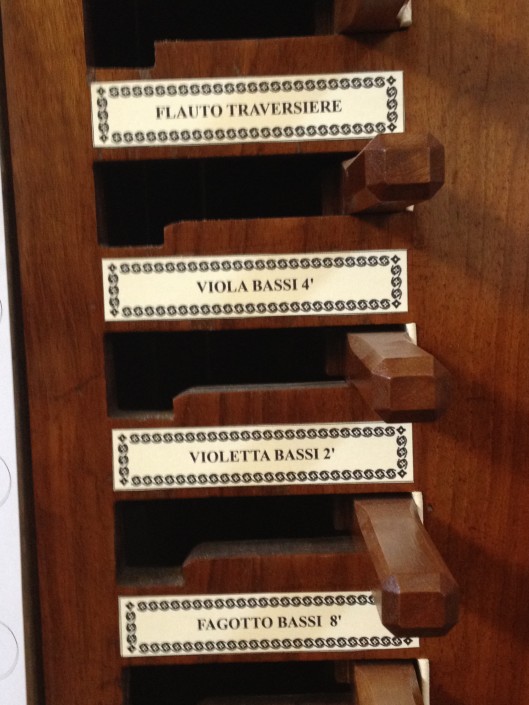 FLAUTO TRAVERSIERE
VIOLA BASSI 4'
VIOLETTA BASSI 2'
FAGOTTO BASSI 8'